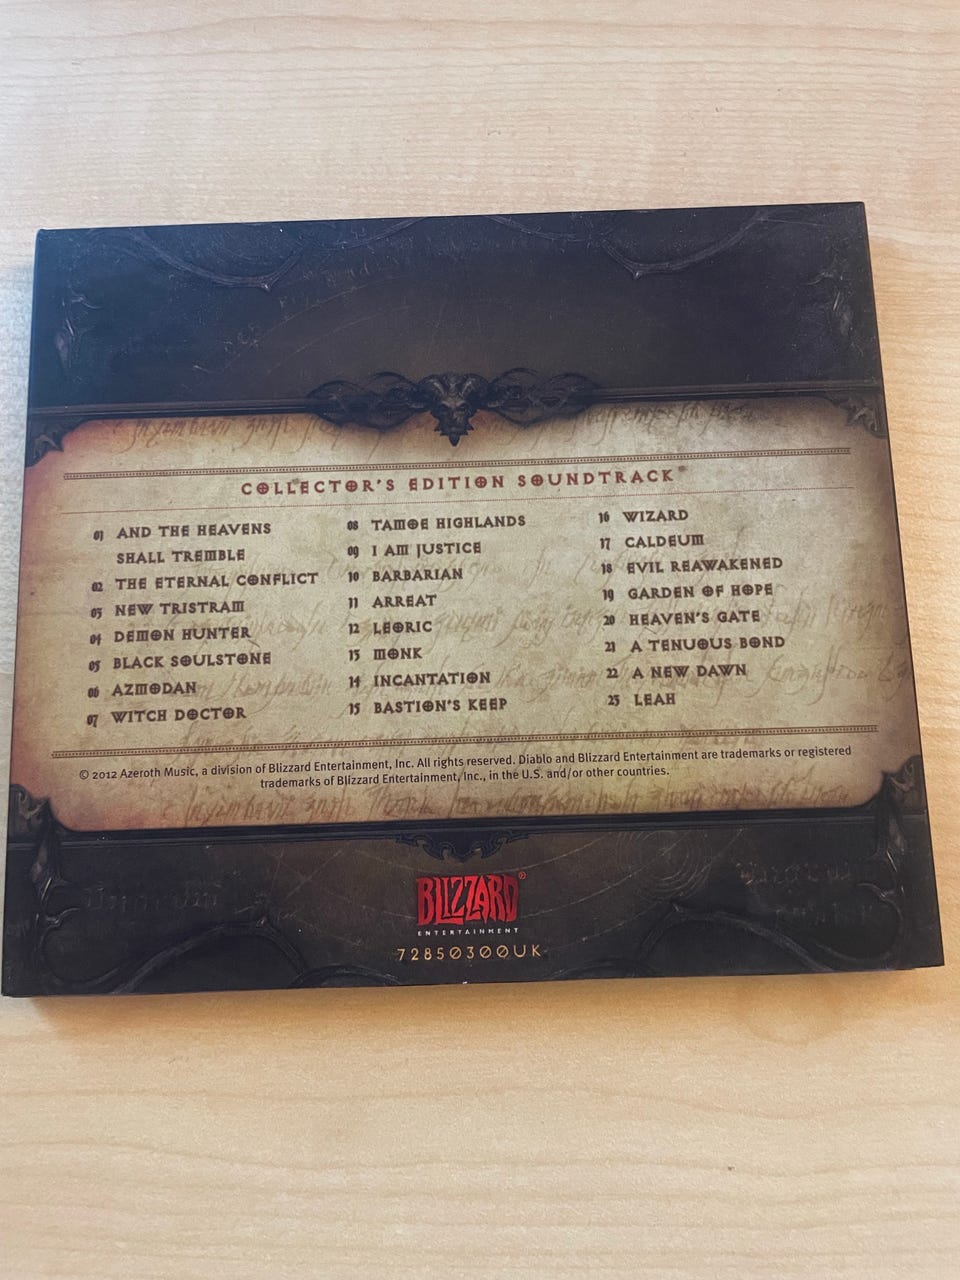 COLLECTOR'S EDITION SOUNDTRACK
01 AND THE HEAVENS
SHALL TREMBLE
02 THE ETERNAL CONFLICT
03 NEW TRISTRAM
04 DEMON HUNTER
05 BLACK SOULSTONE
06 AZMODAN
07 WITCH DOCTOR
08 TAMOE HIGHLANDS
09 I AM JUSTICE
10 BARBARIAN
11 ARREAT
12 LEORIC
13 MONK
14 INCANTATION
15 BASTION'S KEEP
16 WIZARD
17 CALDEUM
18 EVIL REAWAKENED
19 GARDEN OF HOPE
20 HEAVEN'S GATE
21 A TENUOUS BOND
22 A NEW DAWN
23 LEAH
© 2012 Azeroth Music, a division of Blizzard Entertainment, Inc. All rights reserved. Diablo and Blizzard Entertainment are trademarks or registered
trademarks of Blizzard Entertainment, Inc., in the U.S. and/or other countries.
BLIZZARD®
ENTERTAINMENT
72850300UK